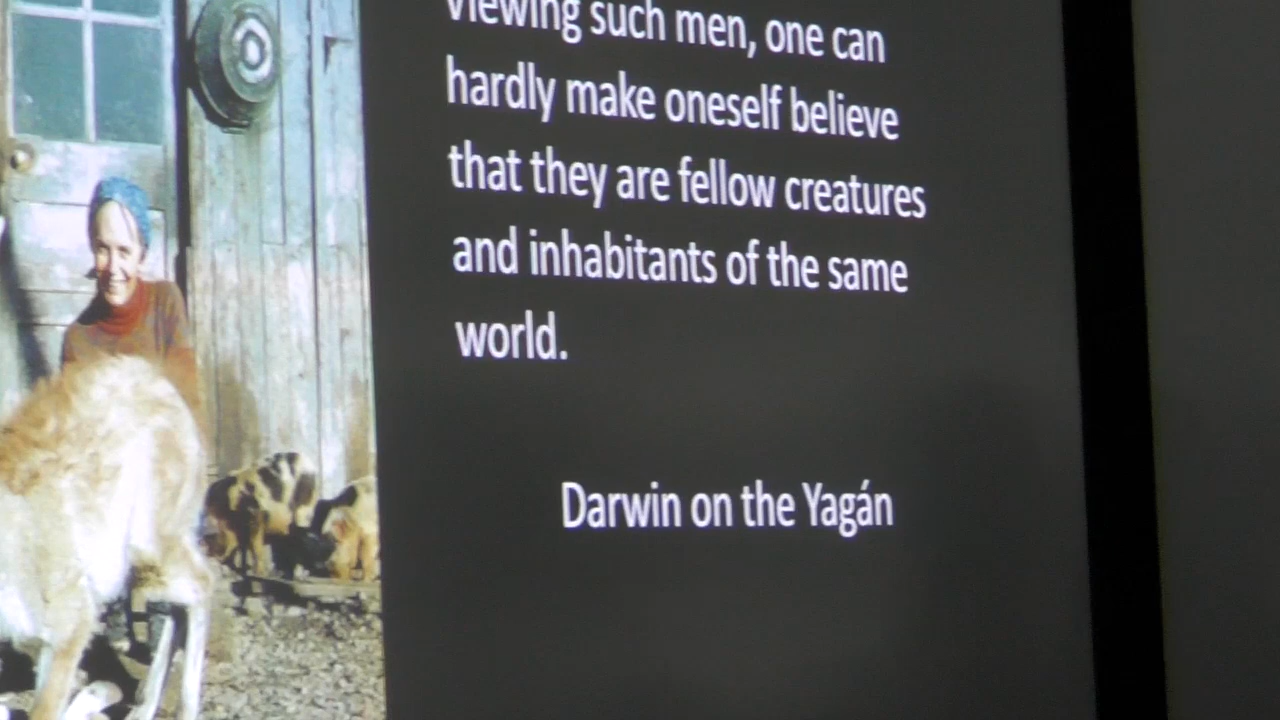 Viewing such men, one can
hardly make oneself believe
that they are fellow creatures
and inhabitants of the same
world.
Darwin on the Yagán